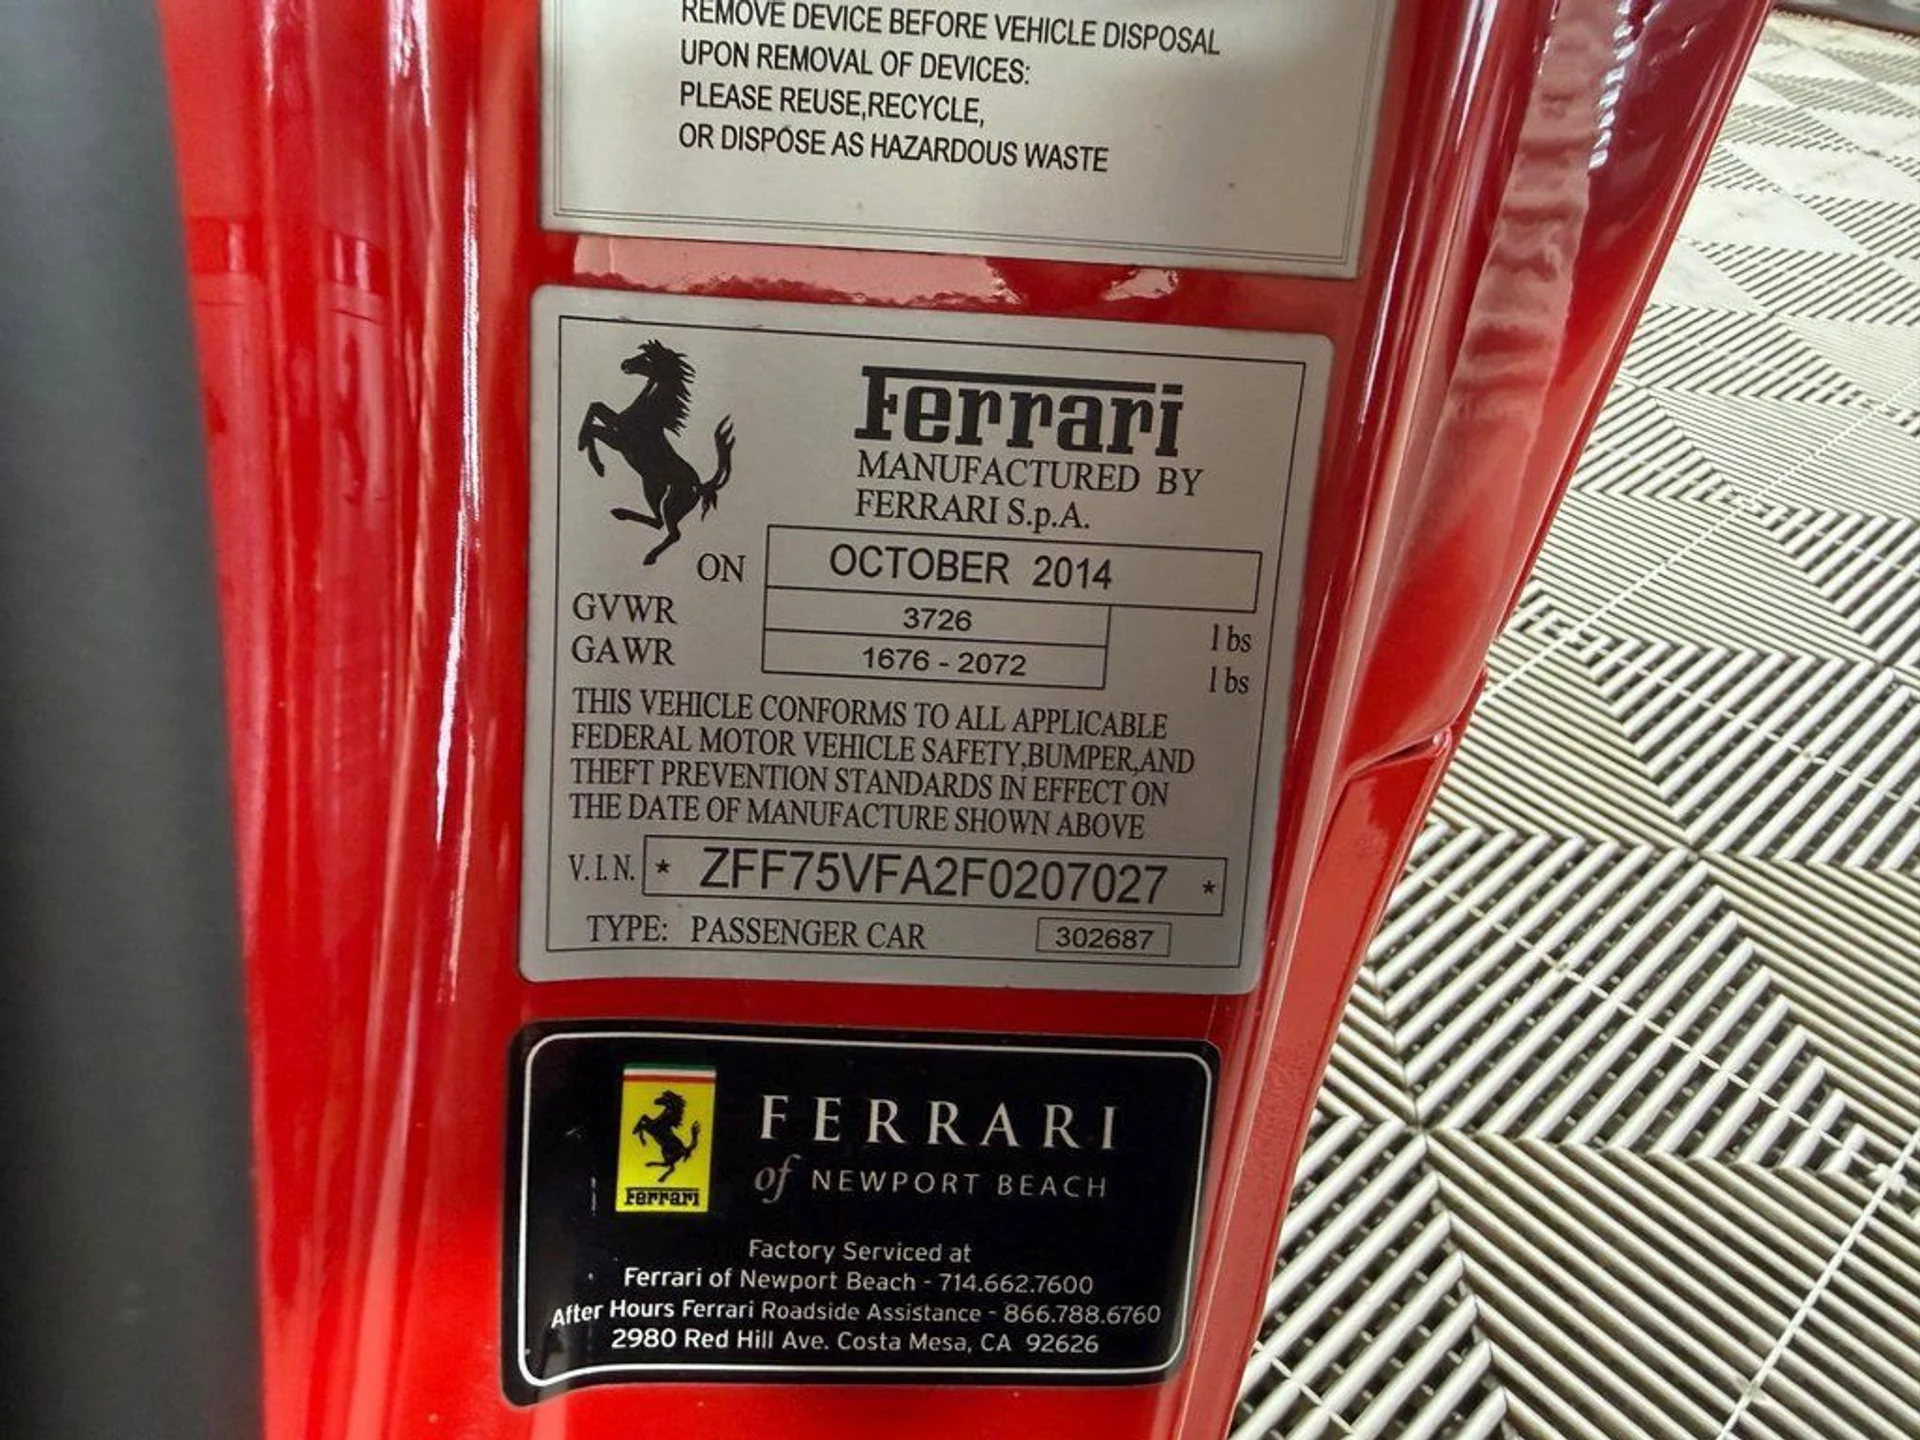 REMOVE DEVICE BEFORE VEHICLE DISPOSAL
UPON REMOVAL OF DEVICES:
PLEASE REUSE,RECYCLE,
OR DISPOSE AS HAZARDOUS WASTE
Ferrari
MANUFACTURED BY
FERRARI S.p.A.
ON OCTOBER 2014
GVWR 3726 lbs
GAWR 1676 - 2072 lbs
THIS VEHICLE CONFORMS TO ALL APPLICABLE
FEDERAL MOTOR VEHICLE SAFETY,BUMPER,AND
THEFT PREVENTION STANDARDS IN EFFECT ON
THE DATE OF MANUFACTURE SHOWN ABOVE
V.I.N. * ZFF75VFA2F0207027 *
TYPE: PASSENGER CAR 302687
Ferrari
FERRARI
of NEWPORT BEACH
Factory Serviced at
Ferrari of Newport Beach - 714.662.7600
After Hours Ferrari Roadside Assistance - 866.788.6760
2980 Red Hill Ave. Costa Mesa, CA 92626